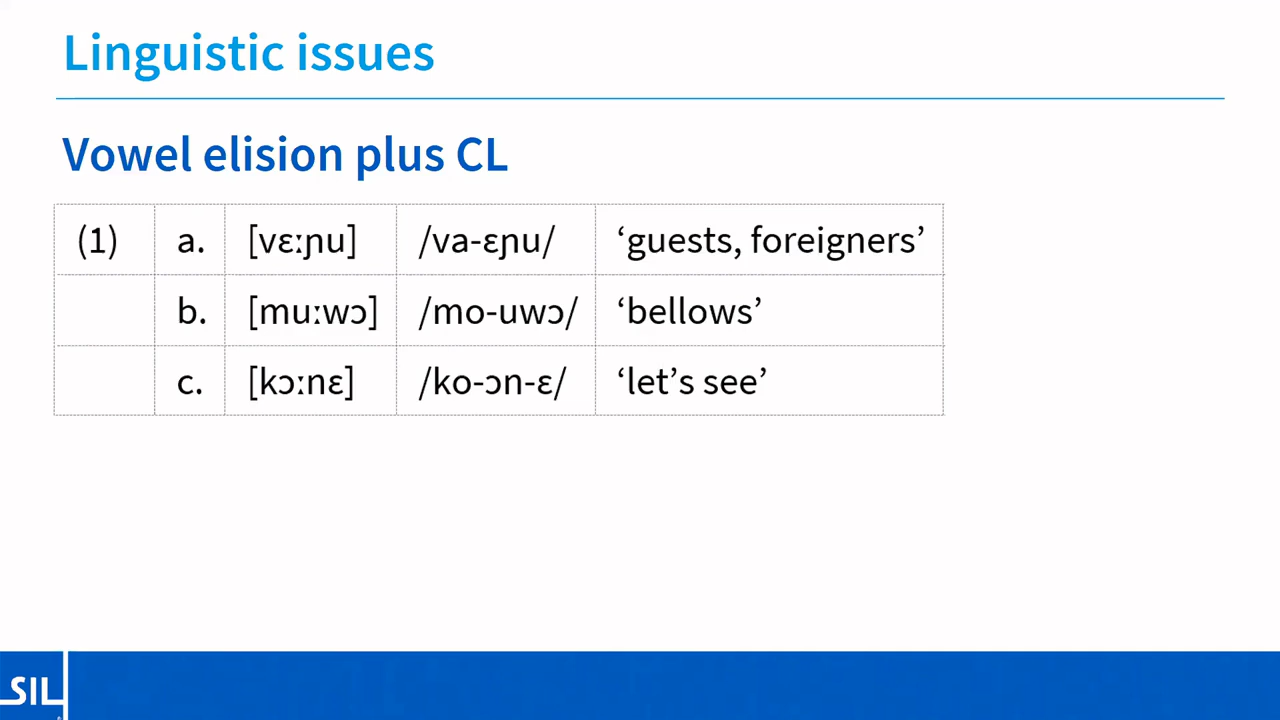 Linguistic issues
Vowel elision plus CL
(1) a. [vɛːɲu] /va-ɛɲu/ ‘guests, foreigners’
b. [muːwɔ] /mo-uwɔ/ ‘bellows’
c. [kɔːnɛ] /ko-ɔn-ɛ/ ‘let’s see’
SIL